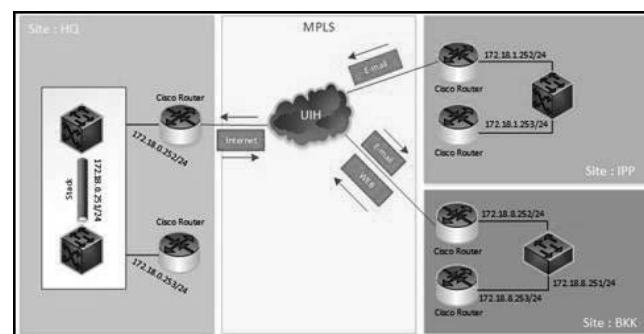 Site : HQ
Cisco Router
172.18.0.252/24
Stack
172.18.0.251/24
Cisco Router
172.18.0.253/24
MPLS
UIH
Internet
E-mail
E-mail
WEB
Cisco Router
172.18.1.252/24
Cisco Router
172.18.1.253/24
Site : IPP
Cisco Router
172.18.8.252/24
172.18.8.251/24
Cisco Router
172.18.8.253/24
Site : BKK